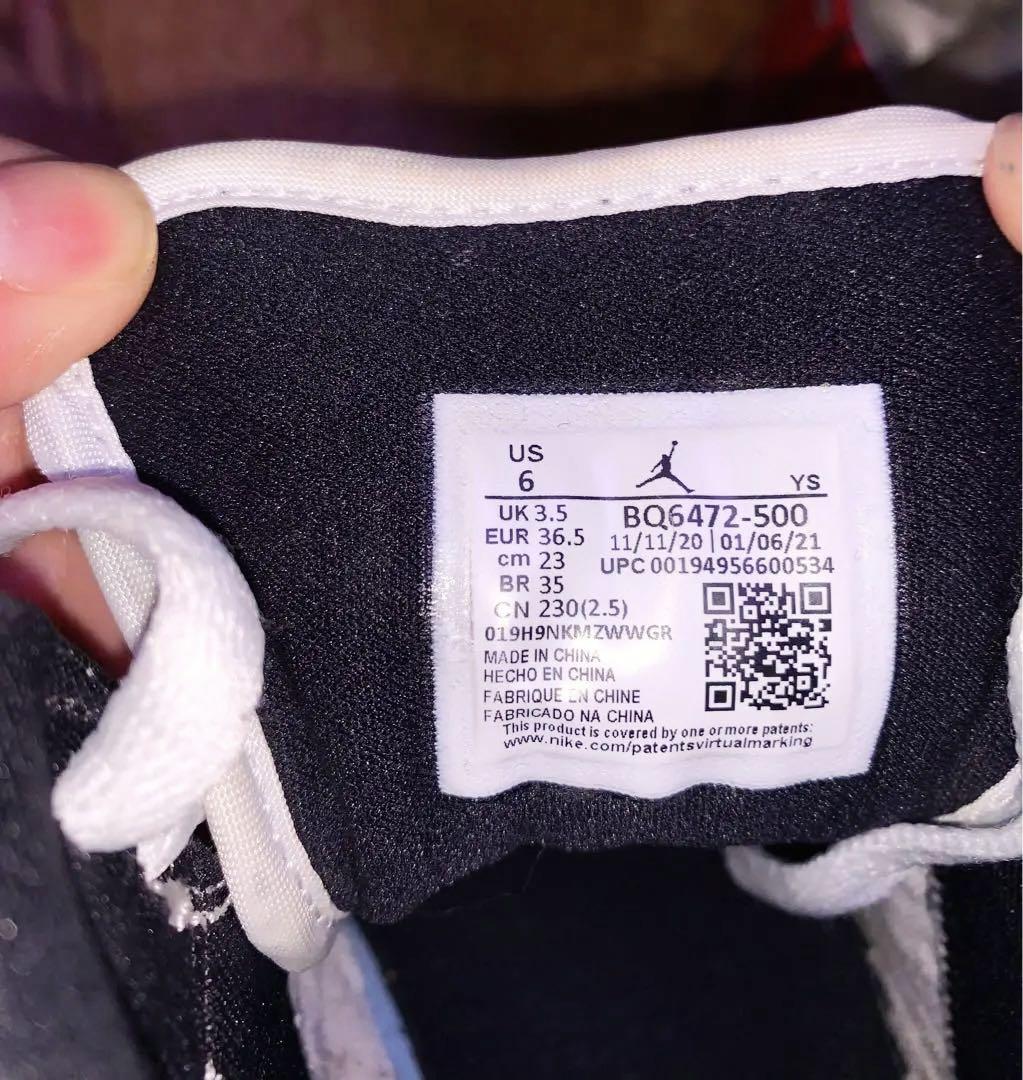 US
6
YS
UK 3.5
BQ6472-500
EUR 36.5
11/11/20 | 01/06/21
cm 23
UPC 00194956600534
BR 35
CN 230(2.5)
019H9NKMZWWGR
MADE IN CHINA
HECHO EN CHINA
FABRIQUE EN CHINE
FABRICADO NA CHINA
This product is covered by one or more patents:
www.nike.com/patentsvirtualmarking